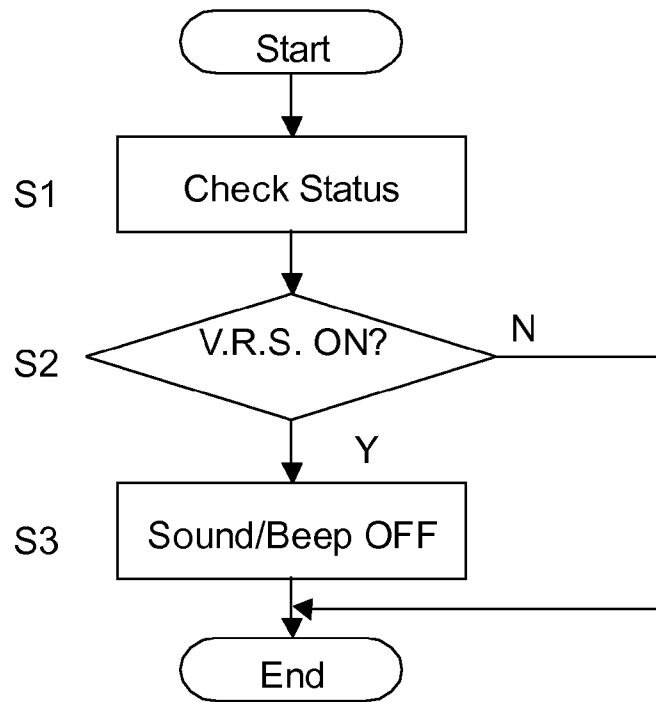 Start
S1
Check Status
S2
V.R.S. ON?
N
Y
S3
Sound/Beep OFF
End